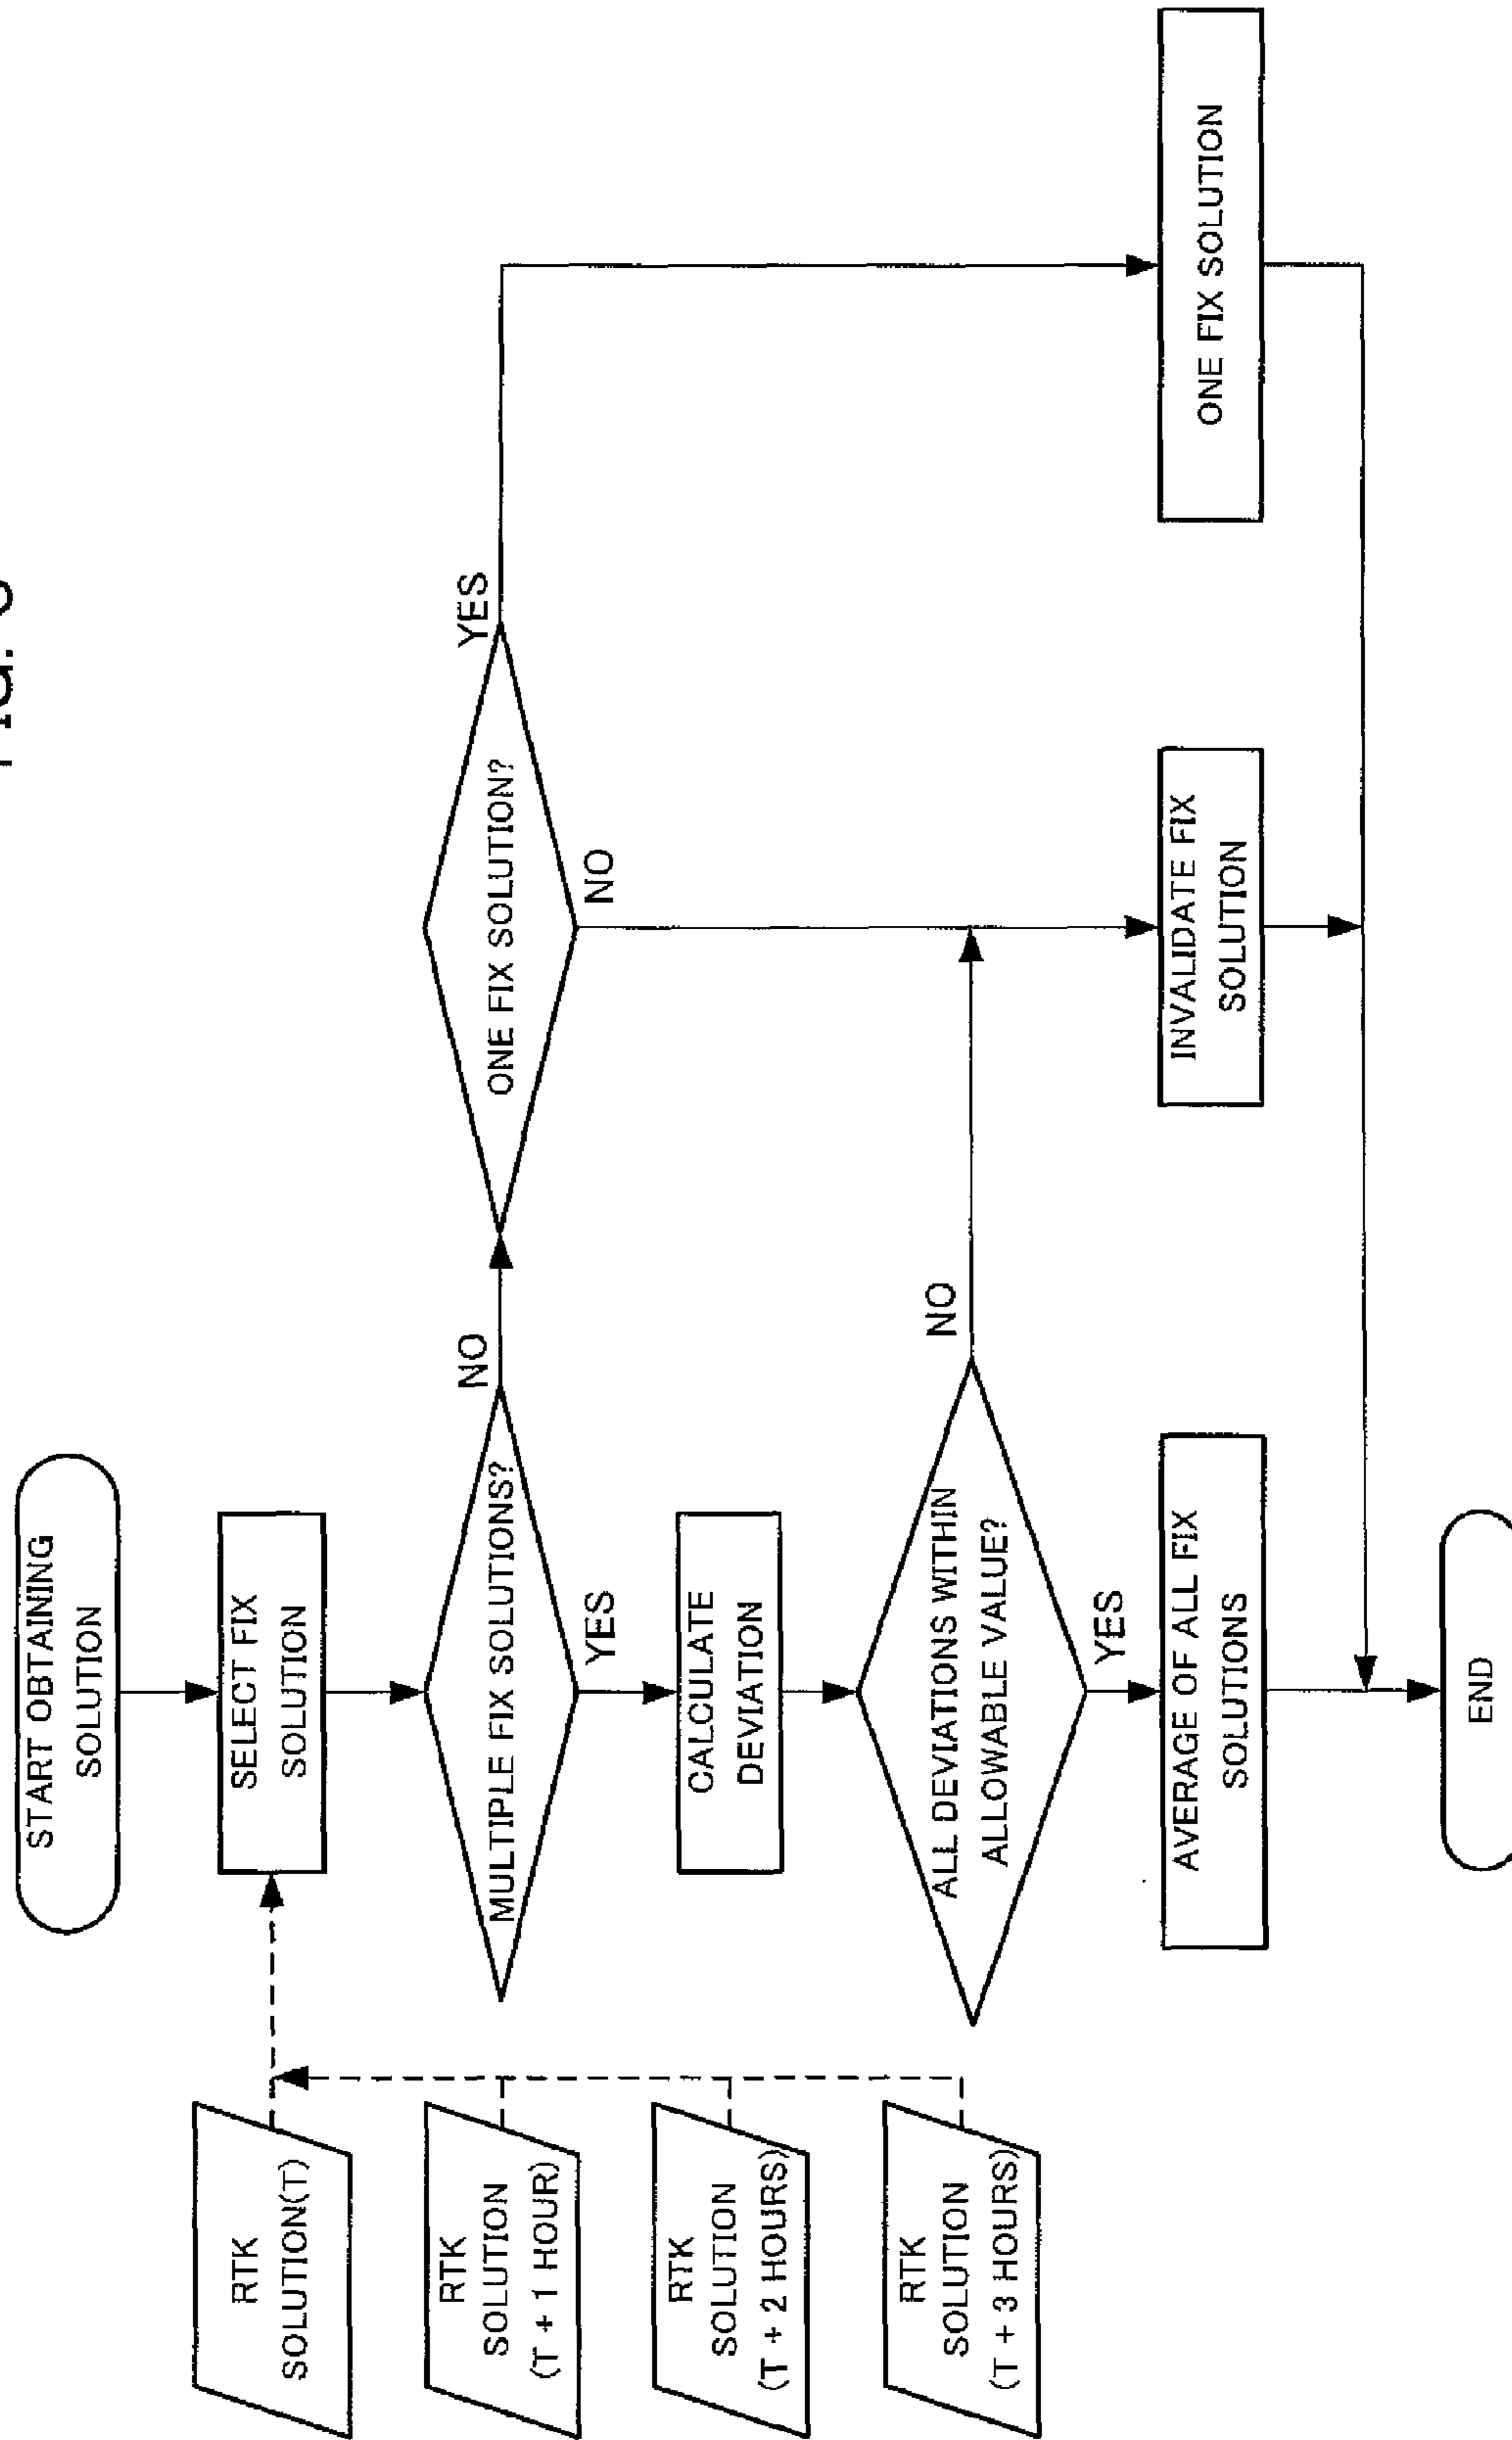 START OBTAINING
SOLUTION
RTK
SOLUTION(T)
SELECT FIX
SOLUTION
RTK
SOLUTION
(T + 1 HOUR)
MULTIPLE FIX SOLUTIONS?
NO
ONE FIX SOLUTION?
YES
YES
NO
RTK
SOLUTION
(T + 2 HOURS)
CALCULATE
DEVIATION
RTK
SOLUTION
(T + 3 HOURS)
ALL DEVIATIONS WITHIN
ALLOWABLE VALUE?
NO
YES
AVERAGE OF ALL FIX
SOLUTIONS
INVALIDATE FIX
SOLUTION
ONE FIX SOLUTION
END